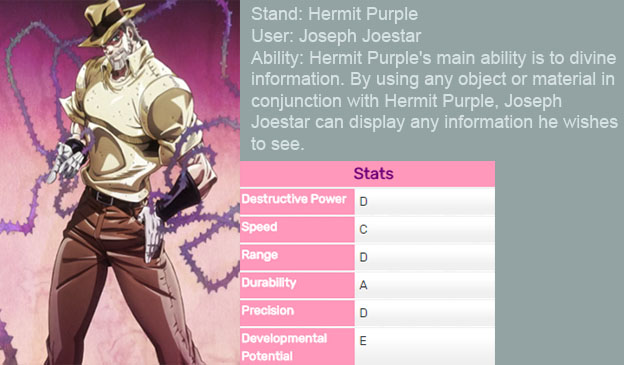 Stand: Hermit Purple
User: Joseph Joestar
Ability: Hermit Purple's main ability is to divine
information. By using any object or material in
conjunction with Hermit Purple, Joseph
Joestar can display any information he wishes
to see.
Stats
Destructive Power D
Speed C
Range D
Durability A
Precision D
Developmental E
Potential